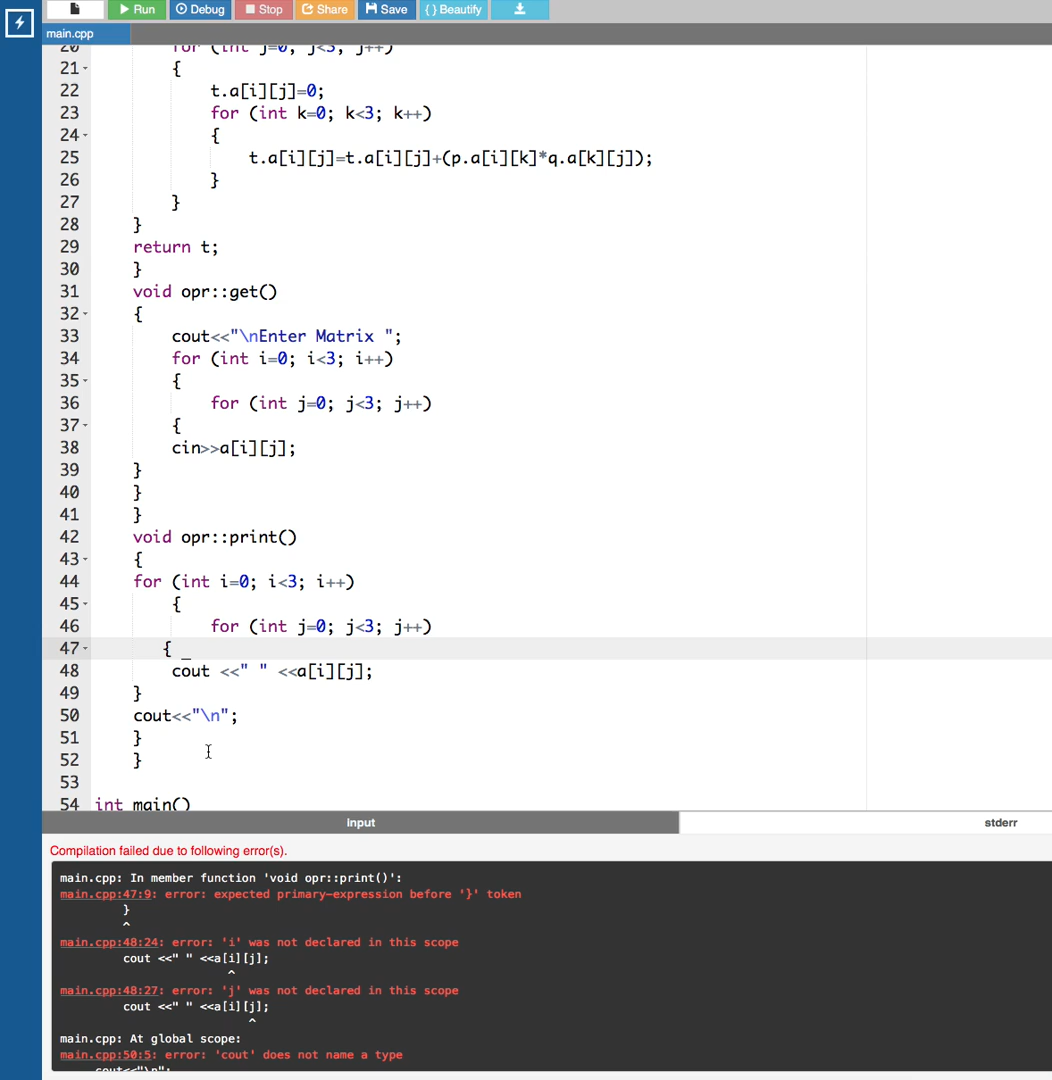 Run Debug Stop Share Save { } Beautify
main.cpp
20 for (int j=0; j<3; j++)
21 {
22 t.a[i][j]=0;
23 for (int k=0; k<3; k++)
24 {
25 t.a[i][j]=t.a[i][j]+(p.a[i][k]*q.a[k][j]);
26 }
27 }
28 }
29 return t;
30 }
31 void opr::get()
32 {
33 cout<<"\nEnter Matrix ";
34 for (int i=0; i<3; i++)
35 {
36 for (int j=0; j<3; j++)
37 {
38 cin>>a[i][j];
39 }
40 }
41 }
42 void opr::print()
43 {
44 for (int i=0; i<3; i++)
45 {
46 for (int j=0; j<3; j++)
47 { _
48 cout <<" " <<a[i][j];
49 }
50 cout<<"\n";
51 }
52 }
53
54 int main()
Input stderr
Compilation failed due to following error(s).
main.cpp: In member function 'void opr::print()':
main.cpp:47:9: error: expected primary-expression before '}' token
}
^
main.cpp:48:24: error: 'i' was not declared in this scope
cout <<" " <<a[i][j];
^
main.cpp:48:27: error: 'j' was not declared in this scope
cout <<" " <<a[i][j];
^
main.cpp: At global scope:
main.cpp:50:5: error: 'cout' does not name a type
cout<<"\n";